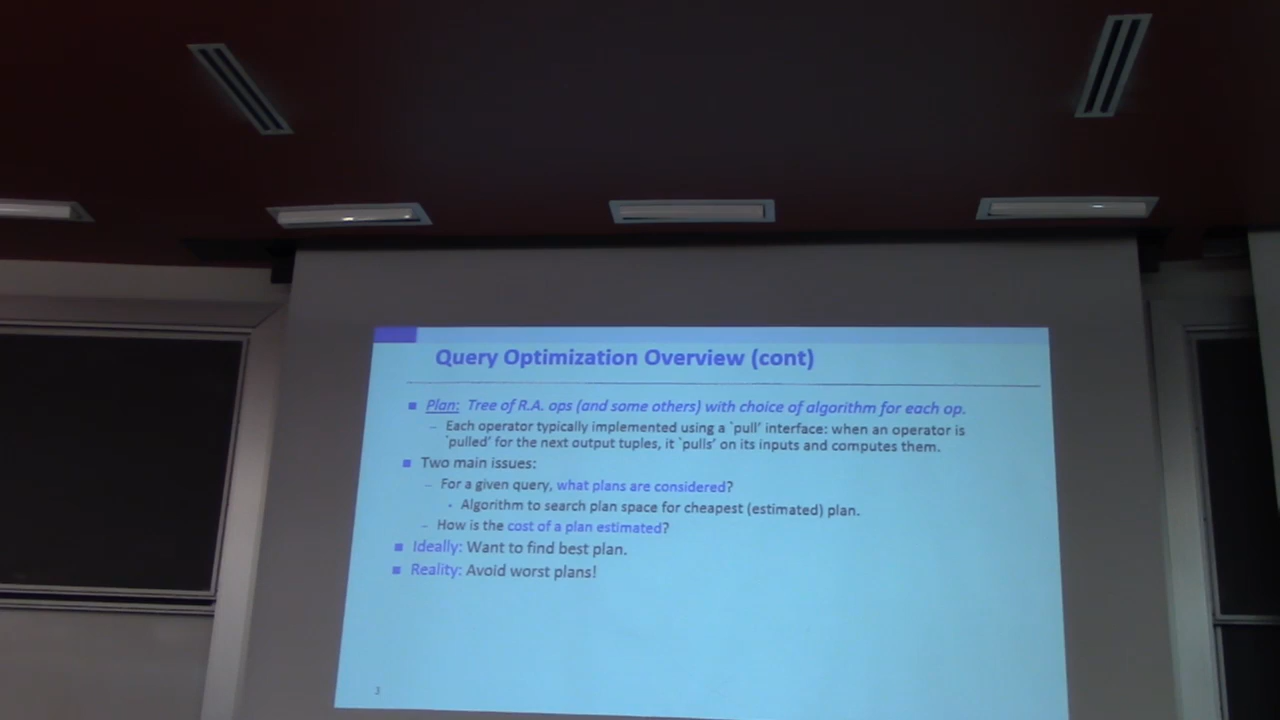 Query Optimization Overview (cont)
▪ Plan: Tree of R.A. ops (and some others) with choice of algorithm for each op.
– Each operator typically implemented using a `pull' interface: when an operator is
`pulled' for the next output tuples, it `pulls' on its inputs and computes them.
▪ Two main issues:
– For a given query, what plans are considered?
• Algorithm to search plan space for cheapest (estimated) plan.
– How is the cost of a plan estimated?
▪ Ideally: Want to find best plan.
▪ Reality: Avoid worst plans!
3